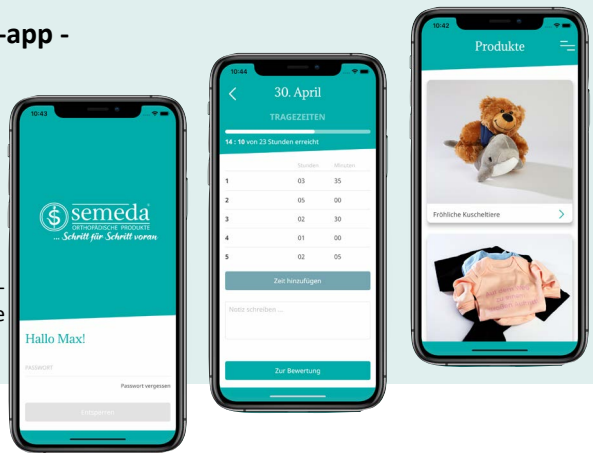 -app -
e
10:43
semeda
ORTHOPÄDISCHE PRODUKTE
... Schritt für Schritt voran
Hallo Max!
PASSWORT
Passwort vergessen
Entsperren
10:44
30. April
TRAGEZEITEN
14 : 10 von 23 Stunden erreicht
Stunden Minuten
1 03 35
2 05 00
3 02 30
4 01 00
5 02 05
Zeit hinzufügen
Notiz schreiben ...
Zur Bewertung
10:42
Produkte
Fröhliche Kuscheltiere